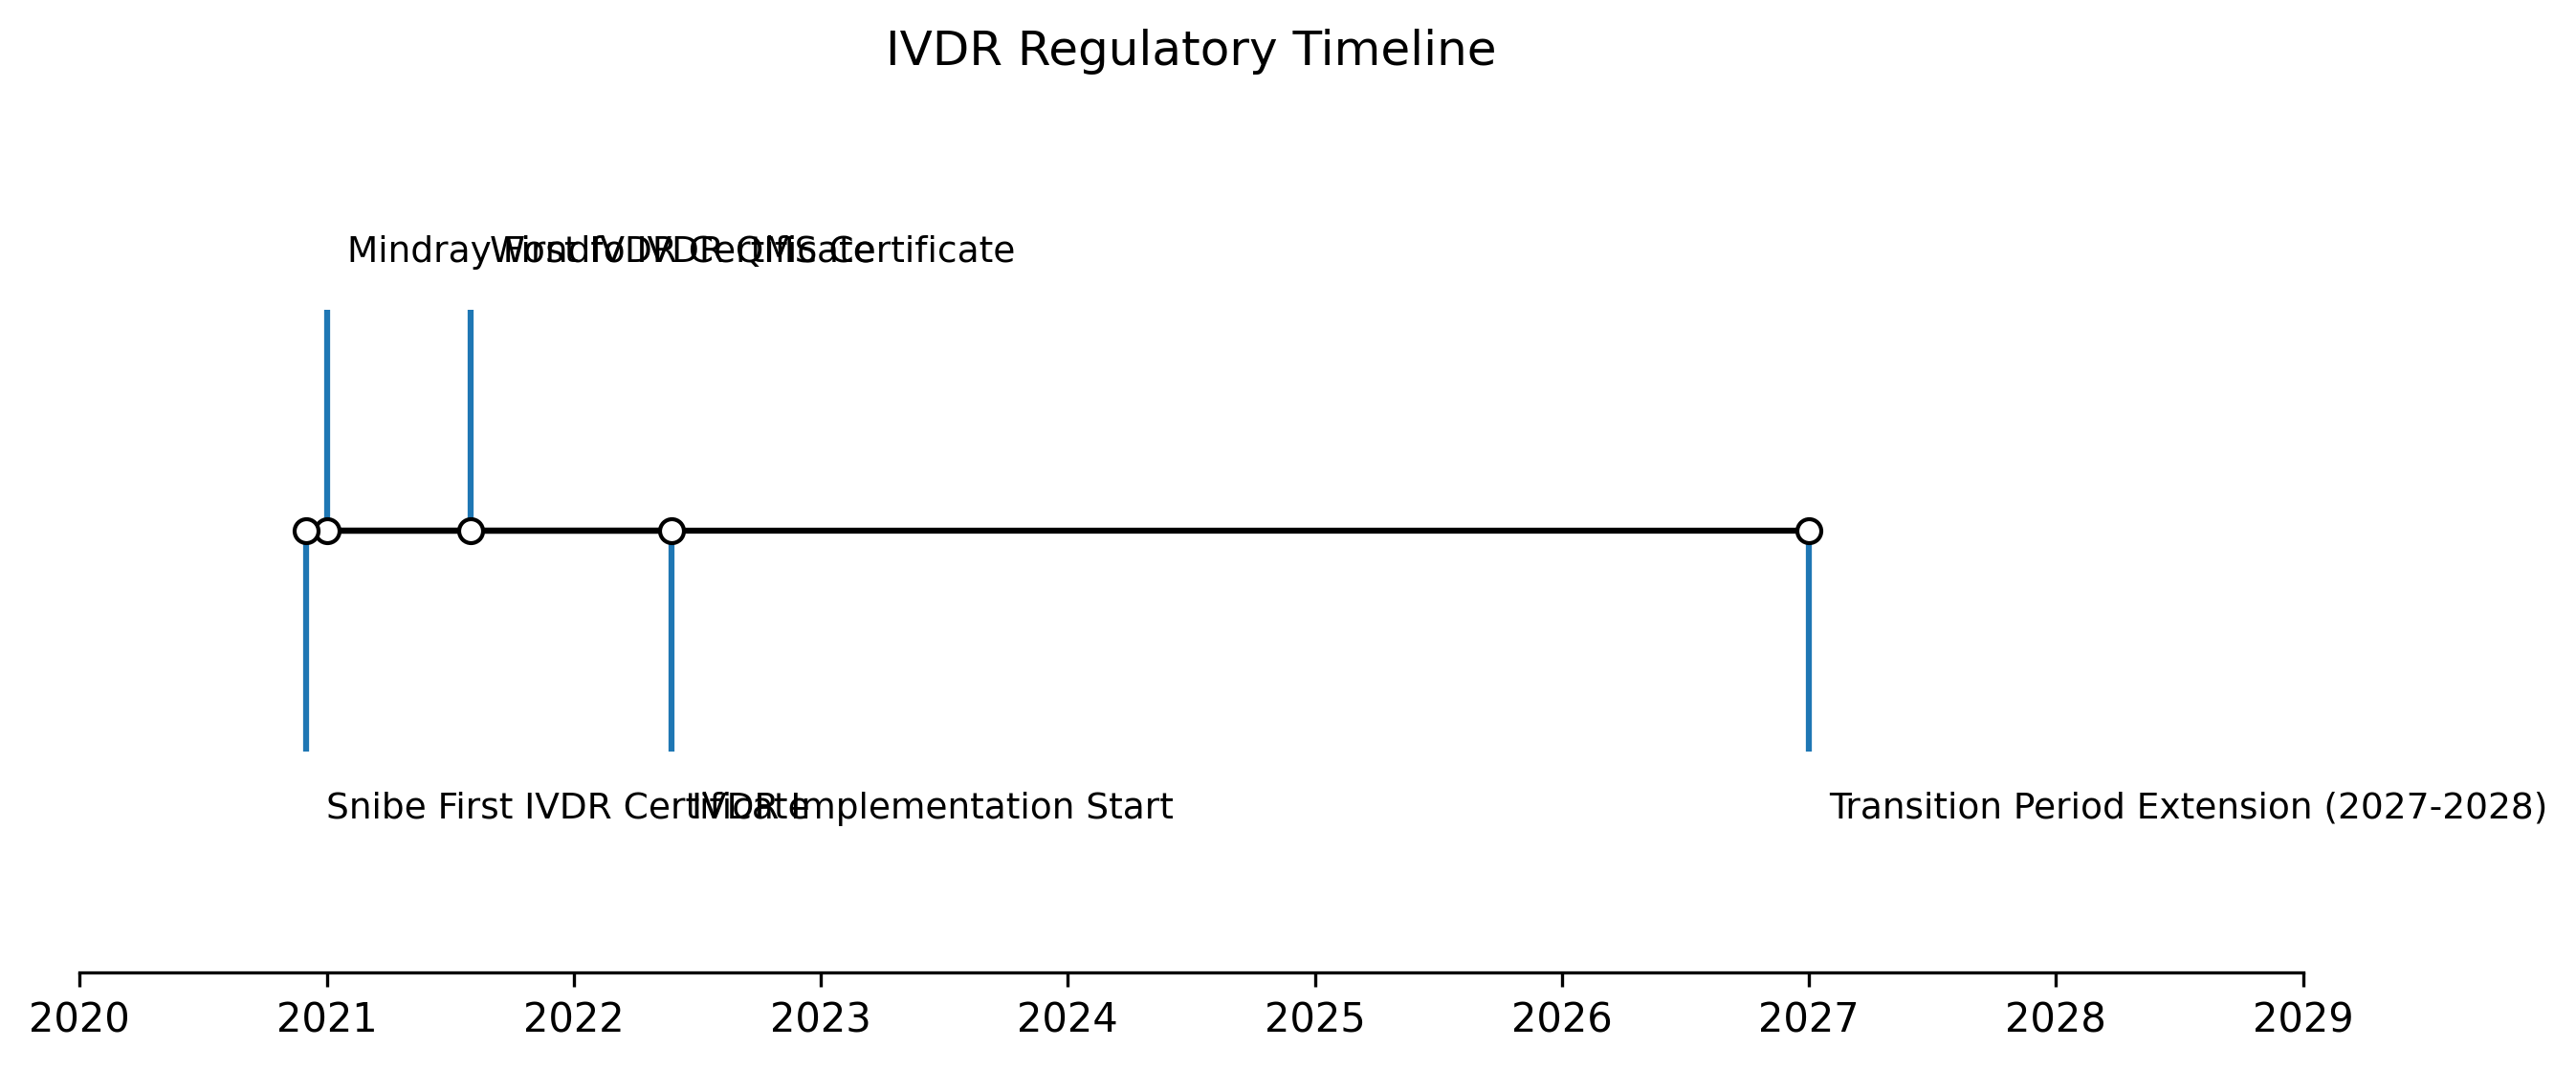 IVDR Regulatory Timeline
Mindray First IVDR Certificate
Wondfo IVDR QMS Certificate
Snibe First IVDR Certificate
IVDR Implementation Start
Transition Period Extension (2027-2028)
2020
2021
2022
2023
2024
2025
2026
2027
2028
2029